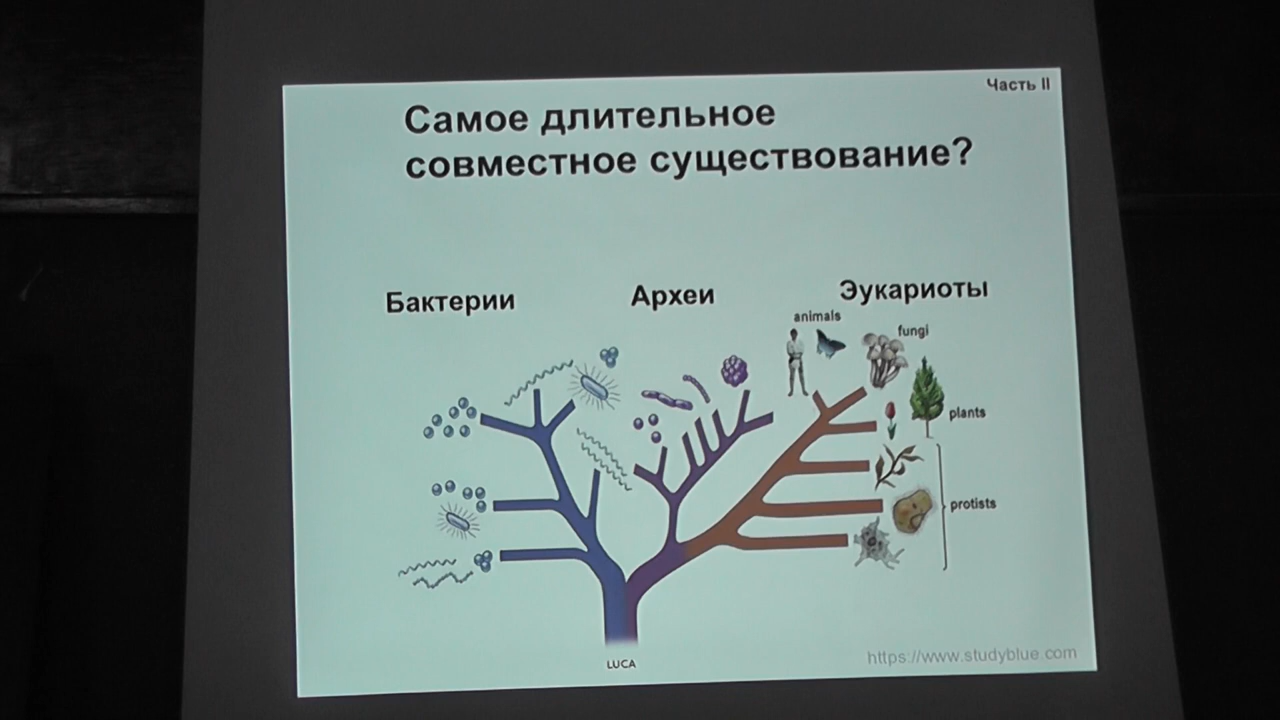 Часть II
Самое длительное
совместное существование?
Бактерии
Археи
Эукариоты
animals
fungi
plants
protists
LUCA
https://www.studyblue.com